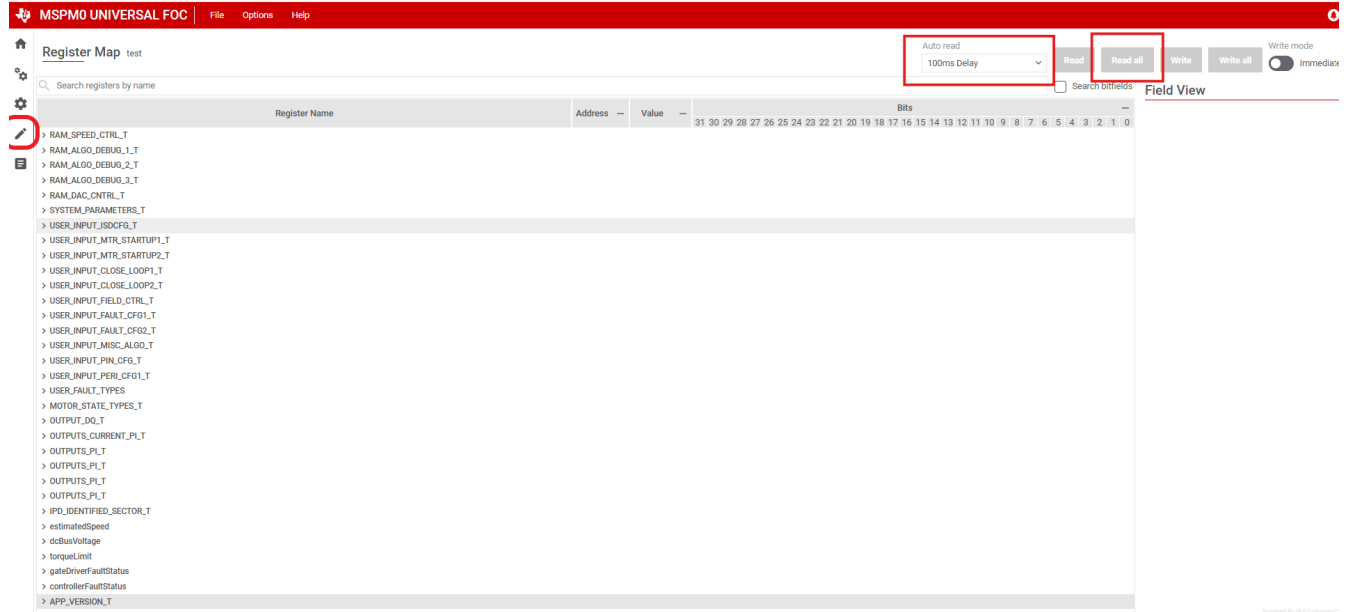 MSPM0 UNIVERSAL FOC File Options Help
Register Map test
Auto read
100ms Delay
Read
Read all
Write
Write all
Write mode
Immediate
Search registers by name
Search bitfields
Field View
Register Name
Address
Value
Bits
31 30 29 28 27 26 25 24 23 22 21 20 19 18 17 16 15 14 13 12 11 10 9 8 7 6 5 4 3 2 1 0
RAM_SPEED_CTRL_T
RAM_ALGO_DEBUG_1_T
RAM_ALGO_DEBUG_2_T
RAM_ALGO_DEBUG_3_T
RAM_DAC_CNTRL_T
SYSTEM_PARAMETERS_T
USER_INPUT_ISDCFG_T
USER_INPUT_MTR_STARTUP1_T
USER_INPUT_MTR_STARTUP2_T
USER_INPUT_CLOSE_LOOP1_T
USER_INPUT_CLOSE_LOOP2_T
USER_INPUT_FIELD_CTRL_T
USER_INPUT_FAULT_CFG1_T
USER_INPUT_FAULT_CFG2_T
USER_INPUT_MISC_ALGO_T
USER_INPUT_PIN_CFG_T
USER_INPUT_PERI_CFG1_T
USER_FAULT_TYPES
MOTOR_STATE_TYPES_T
OUTPUT_DQ_T
OUTPUTS_CURRENT_PI_T
OUTPUTS_PI_T
OUTPUTS_PI_T
OUTPUTS_PI_T
OUTPUTS_PI_T
IPD_IDENTIFIED_SECTOR_T
estimatedSpeed
dcBusVoltage
torqueLimit
gateDriverFaultStatus
controllerFaultStatus
APP_VERSION_T